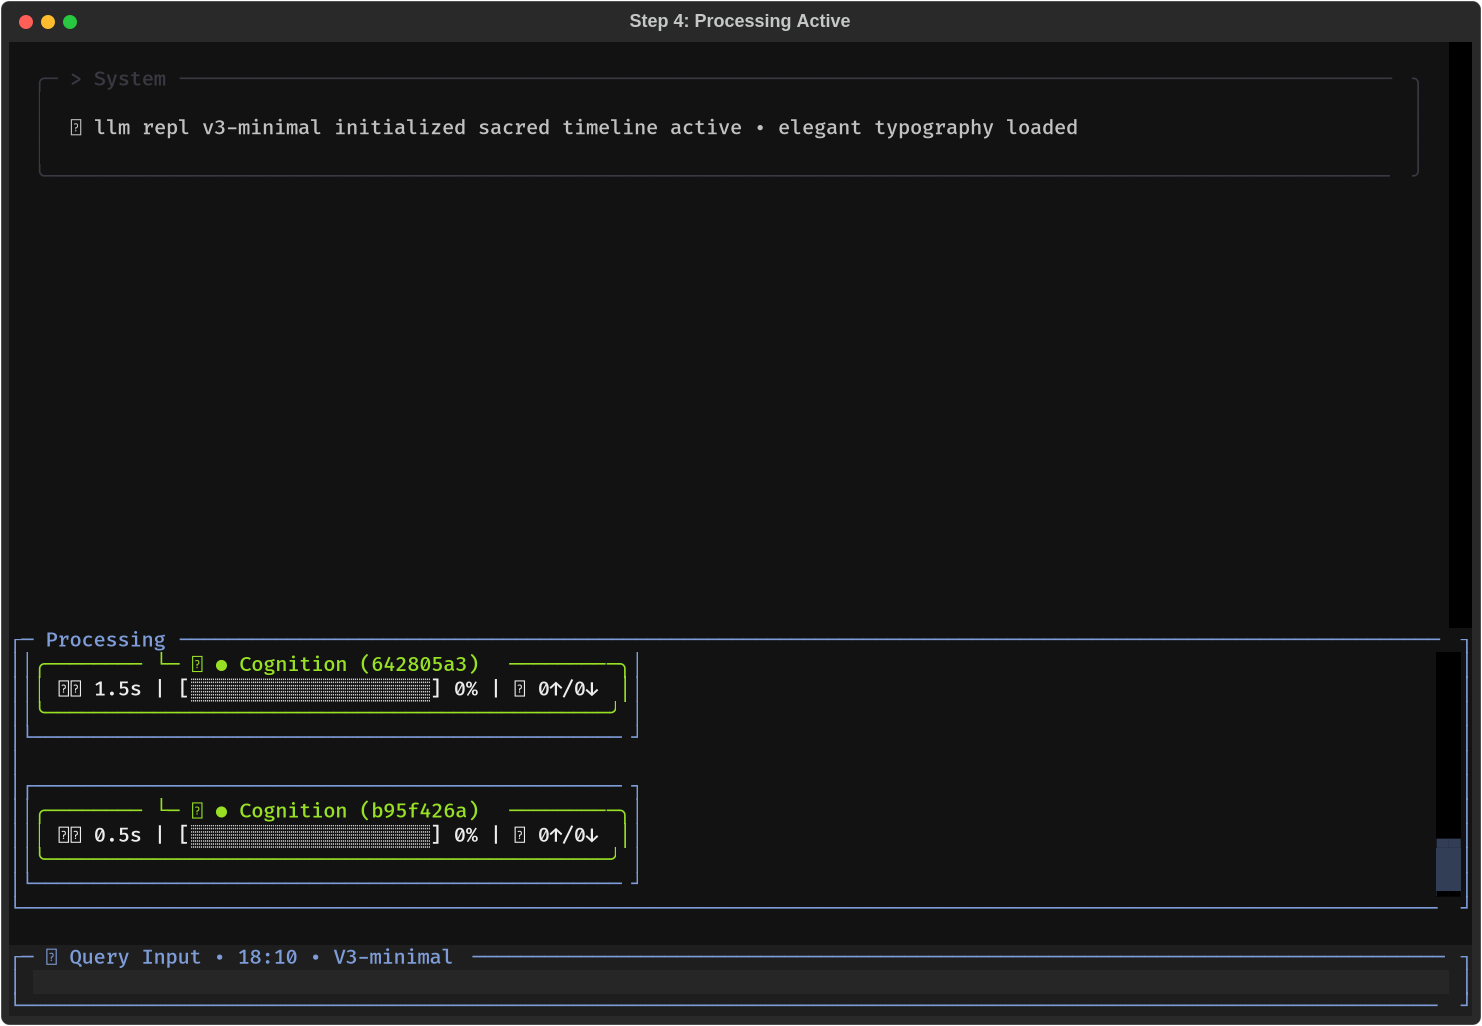 Step 4: Processing Active
> System
llm repl v3-minimal initialized sacred timeline active • elegant typography loaded
Processing
● Cognition (642805a3)
1.5s | [░░░░░░░░░░░░░░░░░░░░] 0% | 0↑/0↓
● Cognition (b95f426a)
0.5s | [░░░░░░░░░░░░░░░░░░░░] 0% | 0↑/0↓
Query Input • 18:10 • V3-minimal